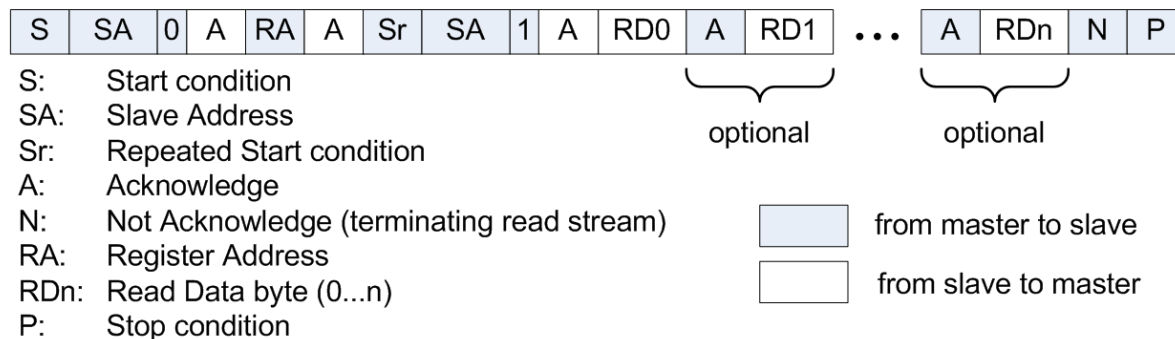 S SA 0 A RA A Sr SA 1 A RD0 A RD1 ••• A RDn N P
S: Start condition
SA: Slave Address
optional optional
Sr: Repeated Start condition
A: Acknowledge
N: Not Acknowledge (terminating read stream)
from master to slave
RA: Register Address
RDn: Read Data byte (0...n)
from slave to master
P: Stop condition